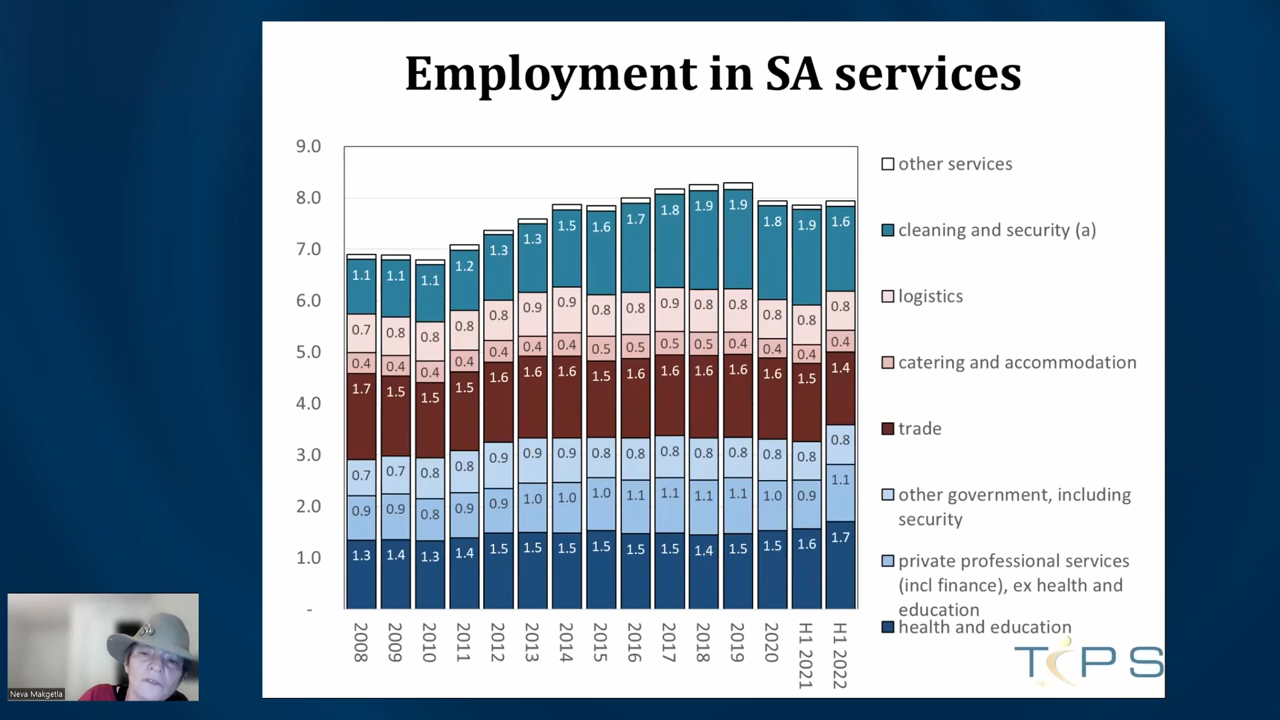 Employment in SA services
9.0
8.0
7.0
6.0
5.0
4.0
3.0
2.0
1.0
-
1.1 1.1 1.1 1.2 1.3 1.3 1.5 1.6 1.7 1.8 1.9 1.9 1.8 1.9 1.6
0.7 0.8 0.8 0.8 0.8 0.9 0.9 0.8 0.8 0.9 0.8 0.8 0.8 0.8 0.8
0.4 0.4 0.4 0.4 0.4 0.4 0.4 0.5 0.5 0.5 0.5 0.4 0.4 0.4 0.4
1.7 1.5 1.5 1.5 1.6 1.6 1.6 1.5 1.6 1.6 1.6 1.6 1.6 1.5 1.4
0.7 0.7 0.8 0.8 0.9 0.9 0.9 0.8 0.8 0.8 0.8 0.8 0.8 0.8 0.8
0.9 0.9 0.8 0.9 0.9 1.0 1.0 1.0 1.1 1.1 1.1 1.1 1.0 0.9 1.1
1.3 1.4 1.3 1.4 1.5 1.5 1.5 1.5 1.5 1.5 1.4 1.5 1.5 1.6 1.7
2008 2009 2010 2011 2012 2013 2014 2015 2016 2017 2018 2019 2020 H1 2021 H1 2022
other services
cleaning and security (a)
logistics
catering and accommodation
trade
other government, including
security
private professional services
(incl finance), ex health and
education
health and education
TIPS
Neva Makgetla